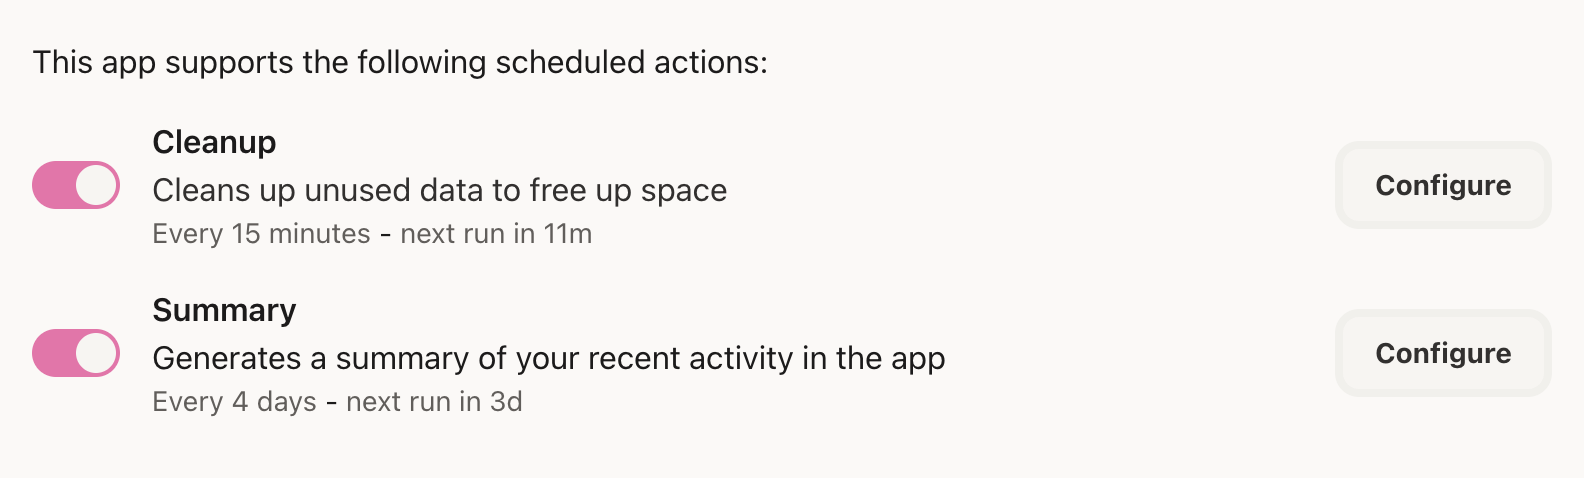 This app supports the following scheduled actions:
Cleanup
Cleans up unused data to free up space
Every 15 minutes - next run in 11m
Configure
Summary
Generates a summary of your recent activity in the app
Every 4 days - next run in 3d
Configure